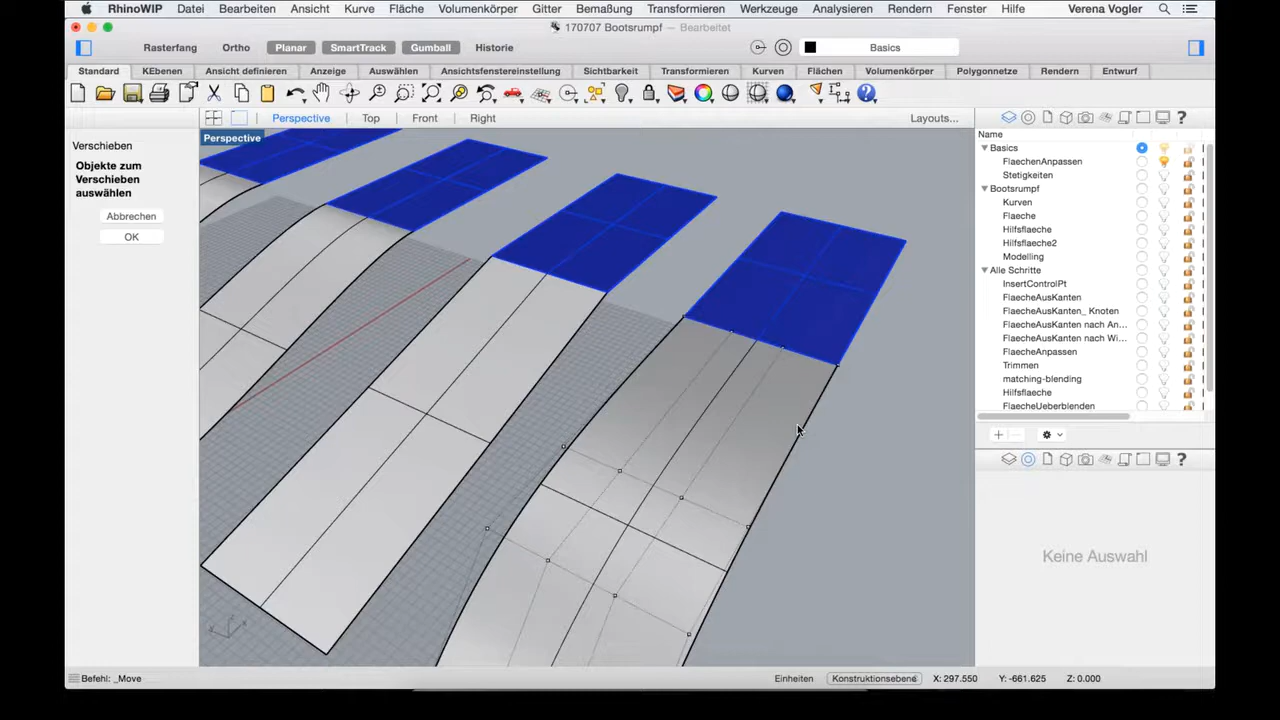 RhinoWIP Datei Bearbeiten Ansicht Kurve Fläche Volumenkörper Gitter Bemaßung Transformieren Werkzeuge Analysieren Rendern Fenster Hilfe Verena Vogler
170707 Bootsrumpf — Bearbeitet
Rasterfang Ortho Planar SmartTrack Gumball Historie Basics
Standard KEbenen Ansicht definieren Anzeige Auswählen Ansichtsfenstereinstellung Sichtbarkeit Transformieren Kurven Flächen Volumenkörper Polygonnetze Rendern Entwurf
Perspective Top Front Right Layouts...
Perspective
Verschieben
Objekte zum
Verschieben
auswählen
Abbrechen
OK
Name
Basics
FlaechenAnpassen
Stetigkeiten
Bootsrumpf
Kurven
Flaeche
Hilfsflaeche
Hilfsflaeche2
Modelling
Alle Schritte
InsertControlPt
FlaecheAusKanten
FlaecheAusKanten_ Knoten
FlaecheAusKanten nach An...
FlaecheAusKanten nach Wi...
FlaecheAnpassen
Trimmen
matching-blending
Hilfsflaeche
FlaecheUeberblenden
Keine Auswahl
Befehl: _Move Einheiten Konstruktionsebene X: 297.550 Y: -661.625 Z: 0.000